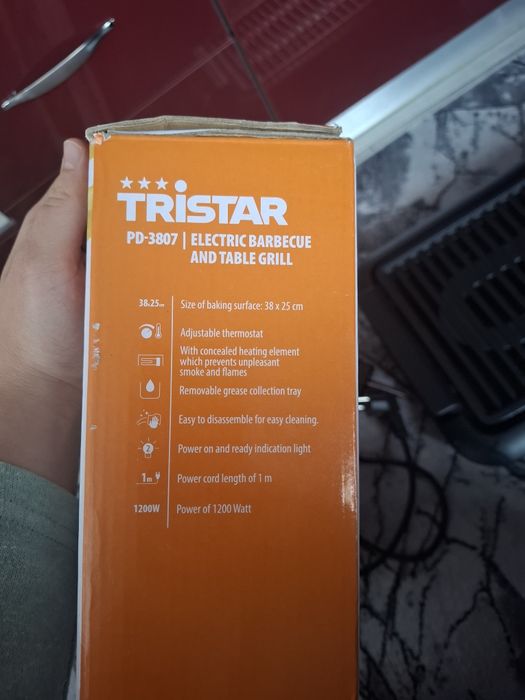 TRISTAR
PD-3807 | ELECTRIC BARBECUE
AND TABLE GRILL
38x25cm Size of baking surface: 38 x 25 cm
Adjustable thermostat
With concealed heating element
which prevents unpleasant
smoke and flames
Removable grease collection tray
Easy to disassemble for easy cleaning.
2 Power on and ready indication light
1m Power cord length of 1 m
1200W Power of 1200 Watt